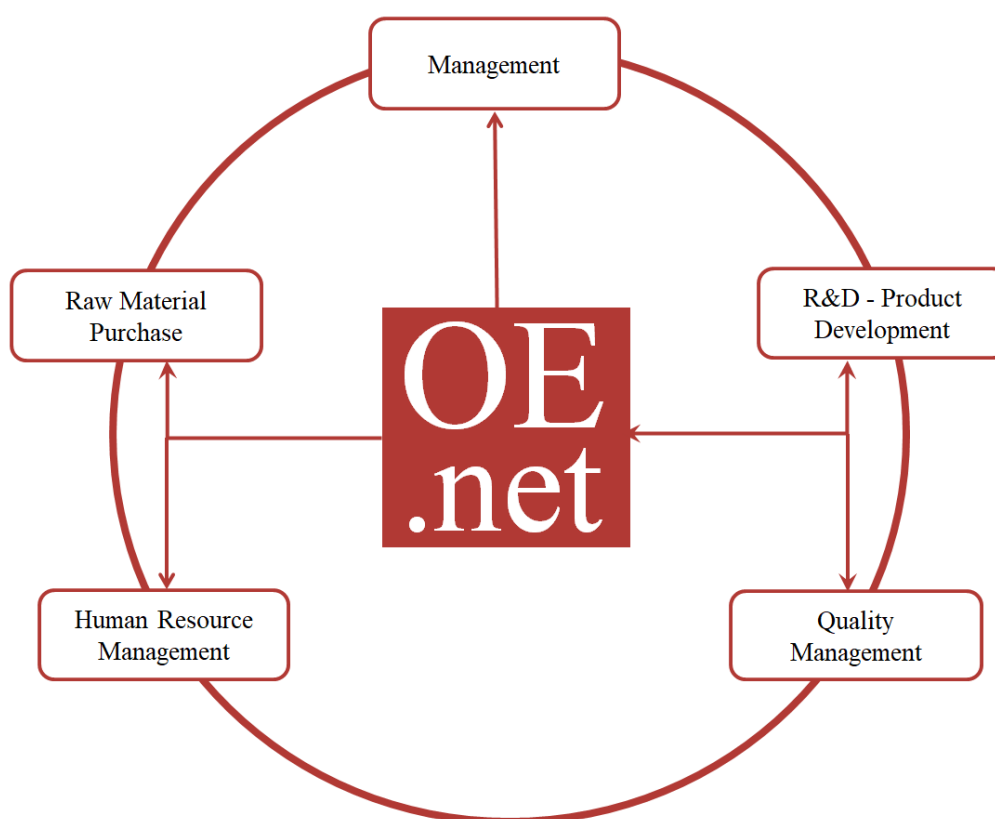 Management
Raw Material
Purchase
R&D - Product
Development
OE
.net
Human Resource
Management
Quality
Management